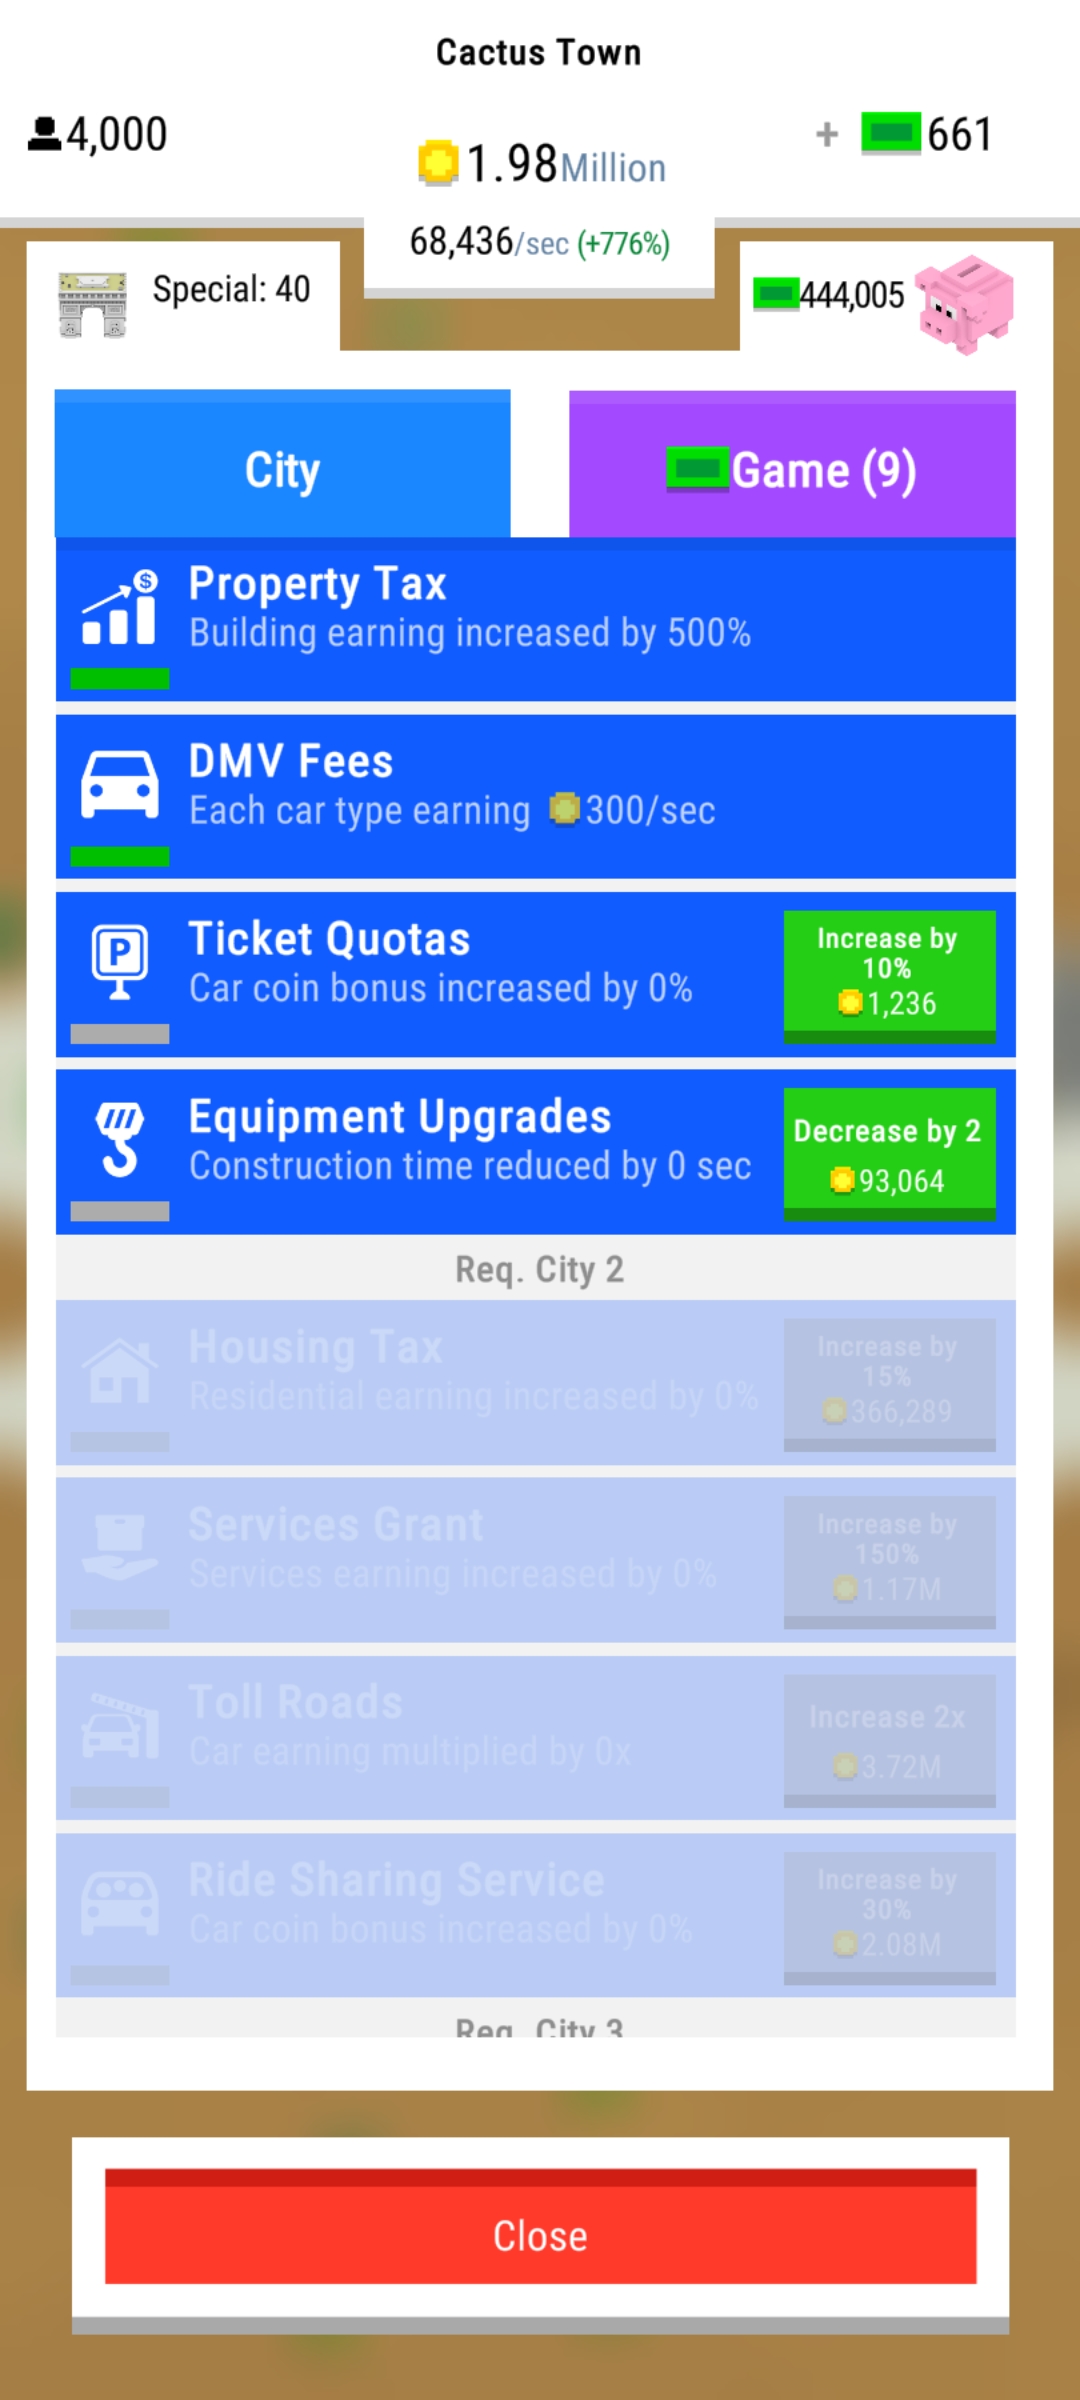 Cactus Town
4,000
1.98Million
+ 661
68,436/sec (+776%)
Special: 40
444,005
City
Game (9)
$
Property Tax
Building earning increased by 500%
DMV Fees
Each car type earning 300/sec
P
Ticket Quotas
Car coin bonus increased by 0%
Increase by
10%
1,236
Equipment Upgrades
Construction time reduced by 0 sec
Decrease by 2
93,064
Req. City 2
Housing Tax
Residential earning increased by 0%
Increase by
15%
366,289
Services Grant
Services earning increased by 0%
Increase by
150%
1.17M
Toll Roads
Car earning multiplied by 0x
Increase 2x
3.72M
Ride Sharing Service
Car coin bonus increased by 0%
Increase by
30%
2.08M
Req. City 3
Close